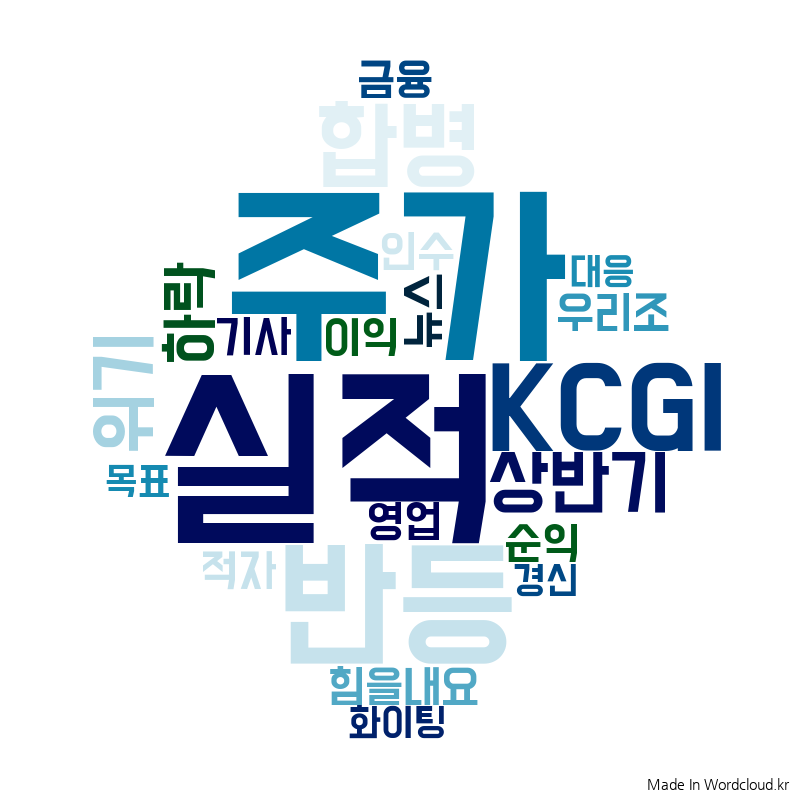 금융
합병
주가
인수
대응
하락
뉴스
우리조
기사
이익
위기
실적
KCGI
상반기
목표
영업
순익
적자
반등
경신
힘을내요
화이팅
Made In Wordcloud.kr